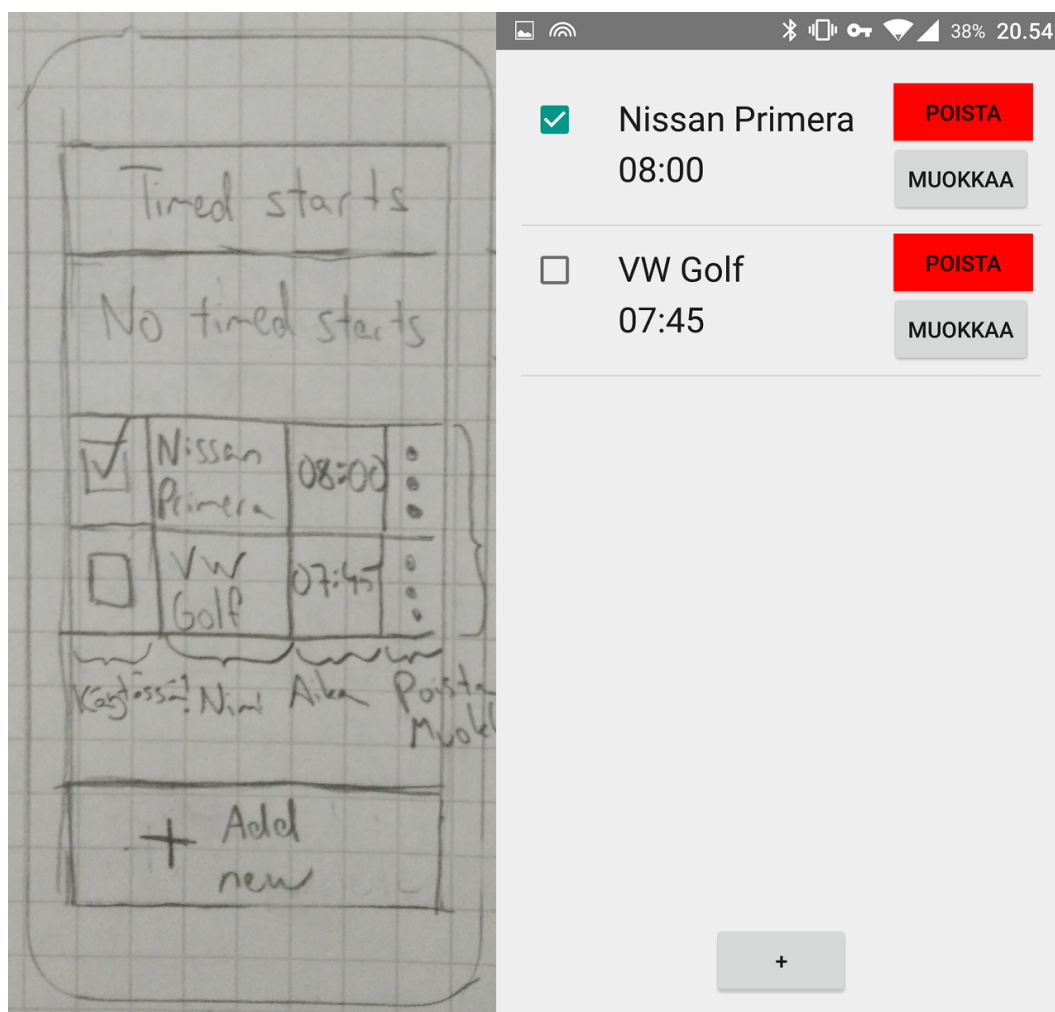 Timed starts
No timed starts
Nissan
Primera
08:00
VW
Golf
07:45
Käytössä? Nimi Aika Poista
Add
new
38% 20.54
Nissan Primera
08:00
POISTA
MUOKKAA
VW Golf
07:45
POISTA
MUOKKAA
+